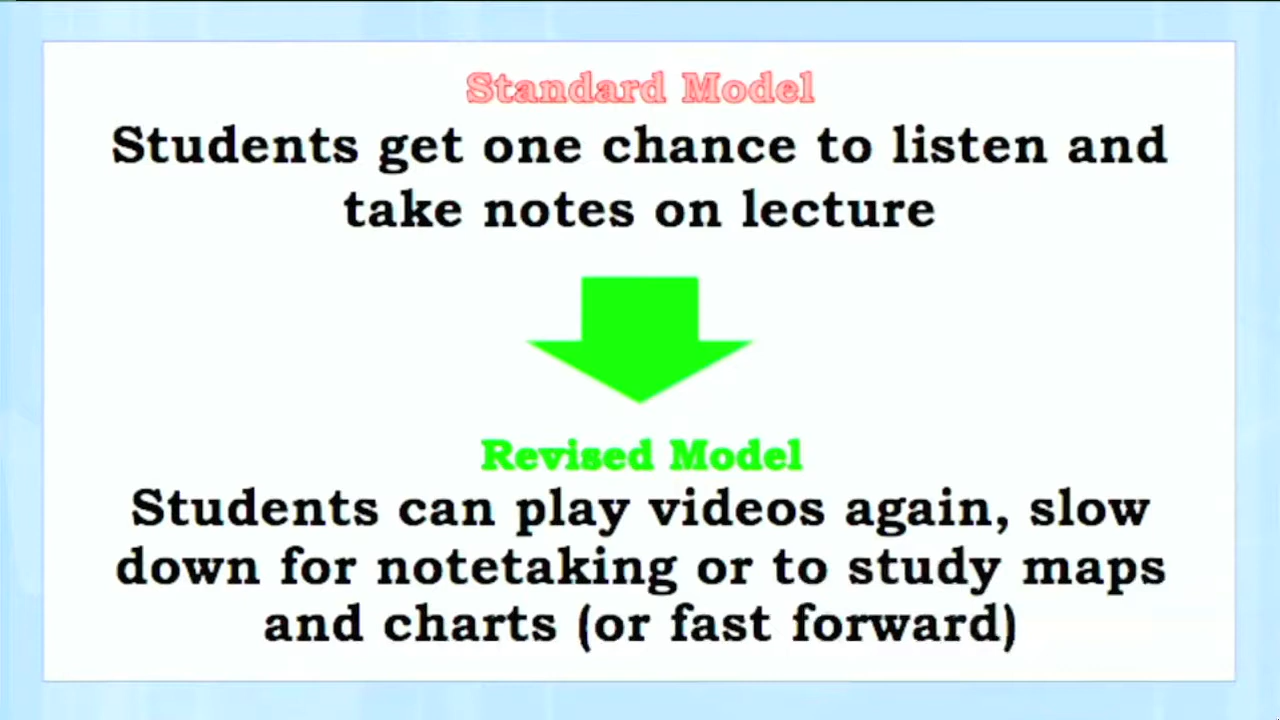 Standard Model
Students get one chance to listen and
take notes on lecture
Revised Model
Students can play videos again, slow
down for notetaking or to study maps
and charts (or fast forward)